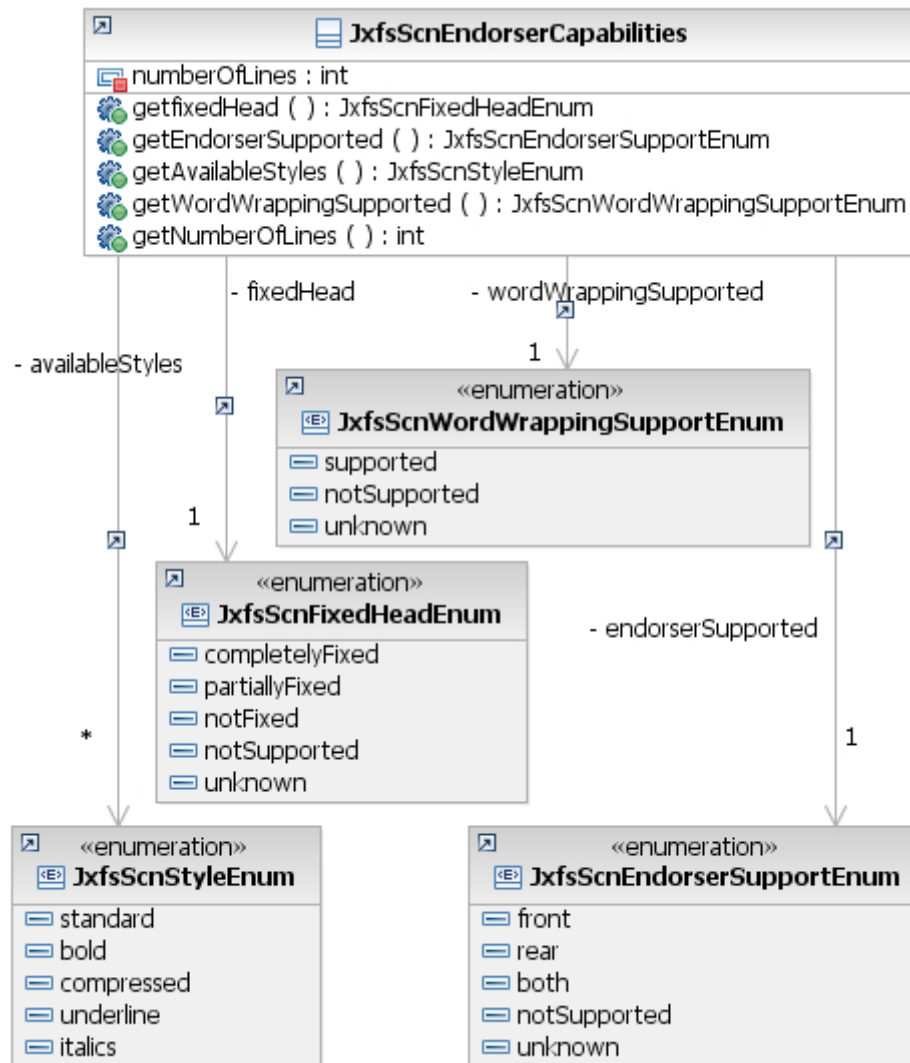 JxfsScnEndorserCapabilities
numberOfLines : int
getfixedHead ( ) : JxfsScnFixedHeadEnum
getEndorserSupported ( ) : JxfsScnEndorserSupportEnum
getAvailableStyles ( ) : JxfsScnStyleEnum
getWordWrappingSupported ( ) : JxfsScnWordWrappingSupportEnum
getNumberOfLines ( ) : int
- fixedHead
- wordWrappingSupported
- availableStyles
1
«enumeration»
JxfsScnWordWrappingSupportEnum
supported
notSupported
unknown
1
«enumeration»
JxfsScnFixedHeadEnum
completelyFixed
partiallyFixed
notFixed
notSupported
unknown
- endorserSupported
*
1
«enumeration»
JxfsScnStyleEnum
standard
bold
compressed
underline
italics
«enumeration»
JxfsScnEndorserSupportEnum
front
rear
both
notSupported
unknown